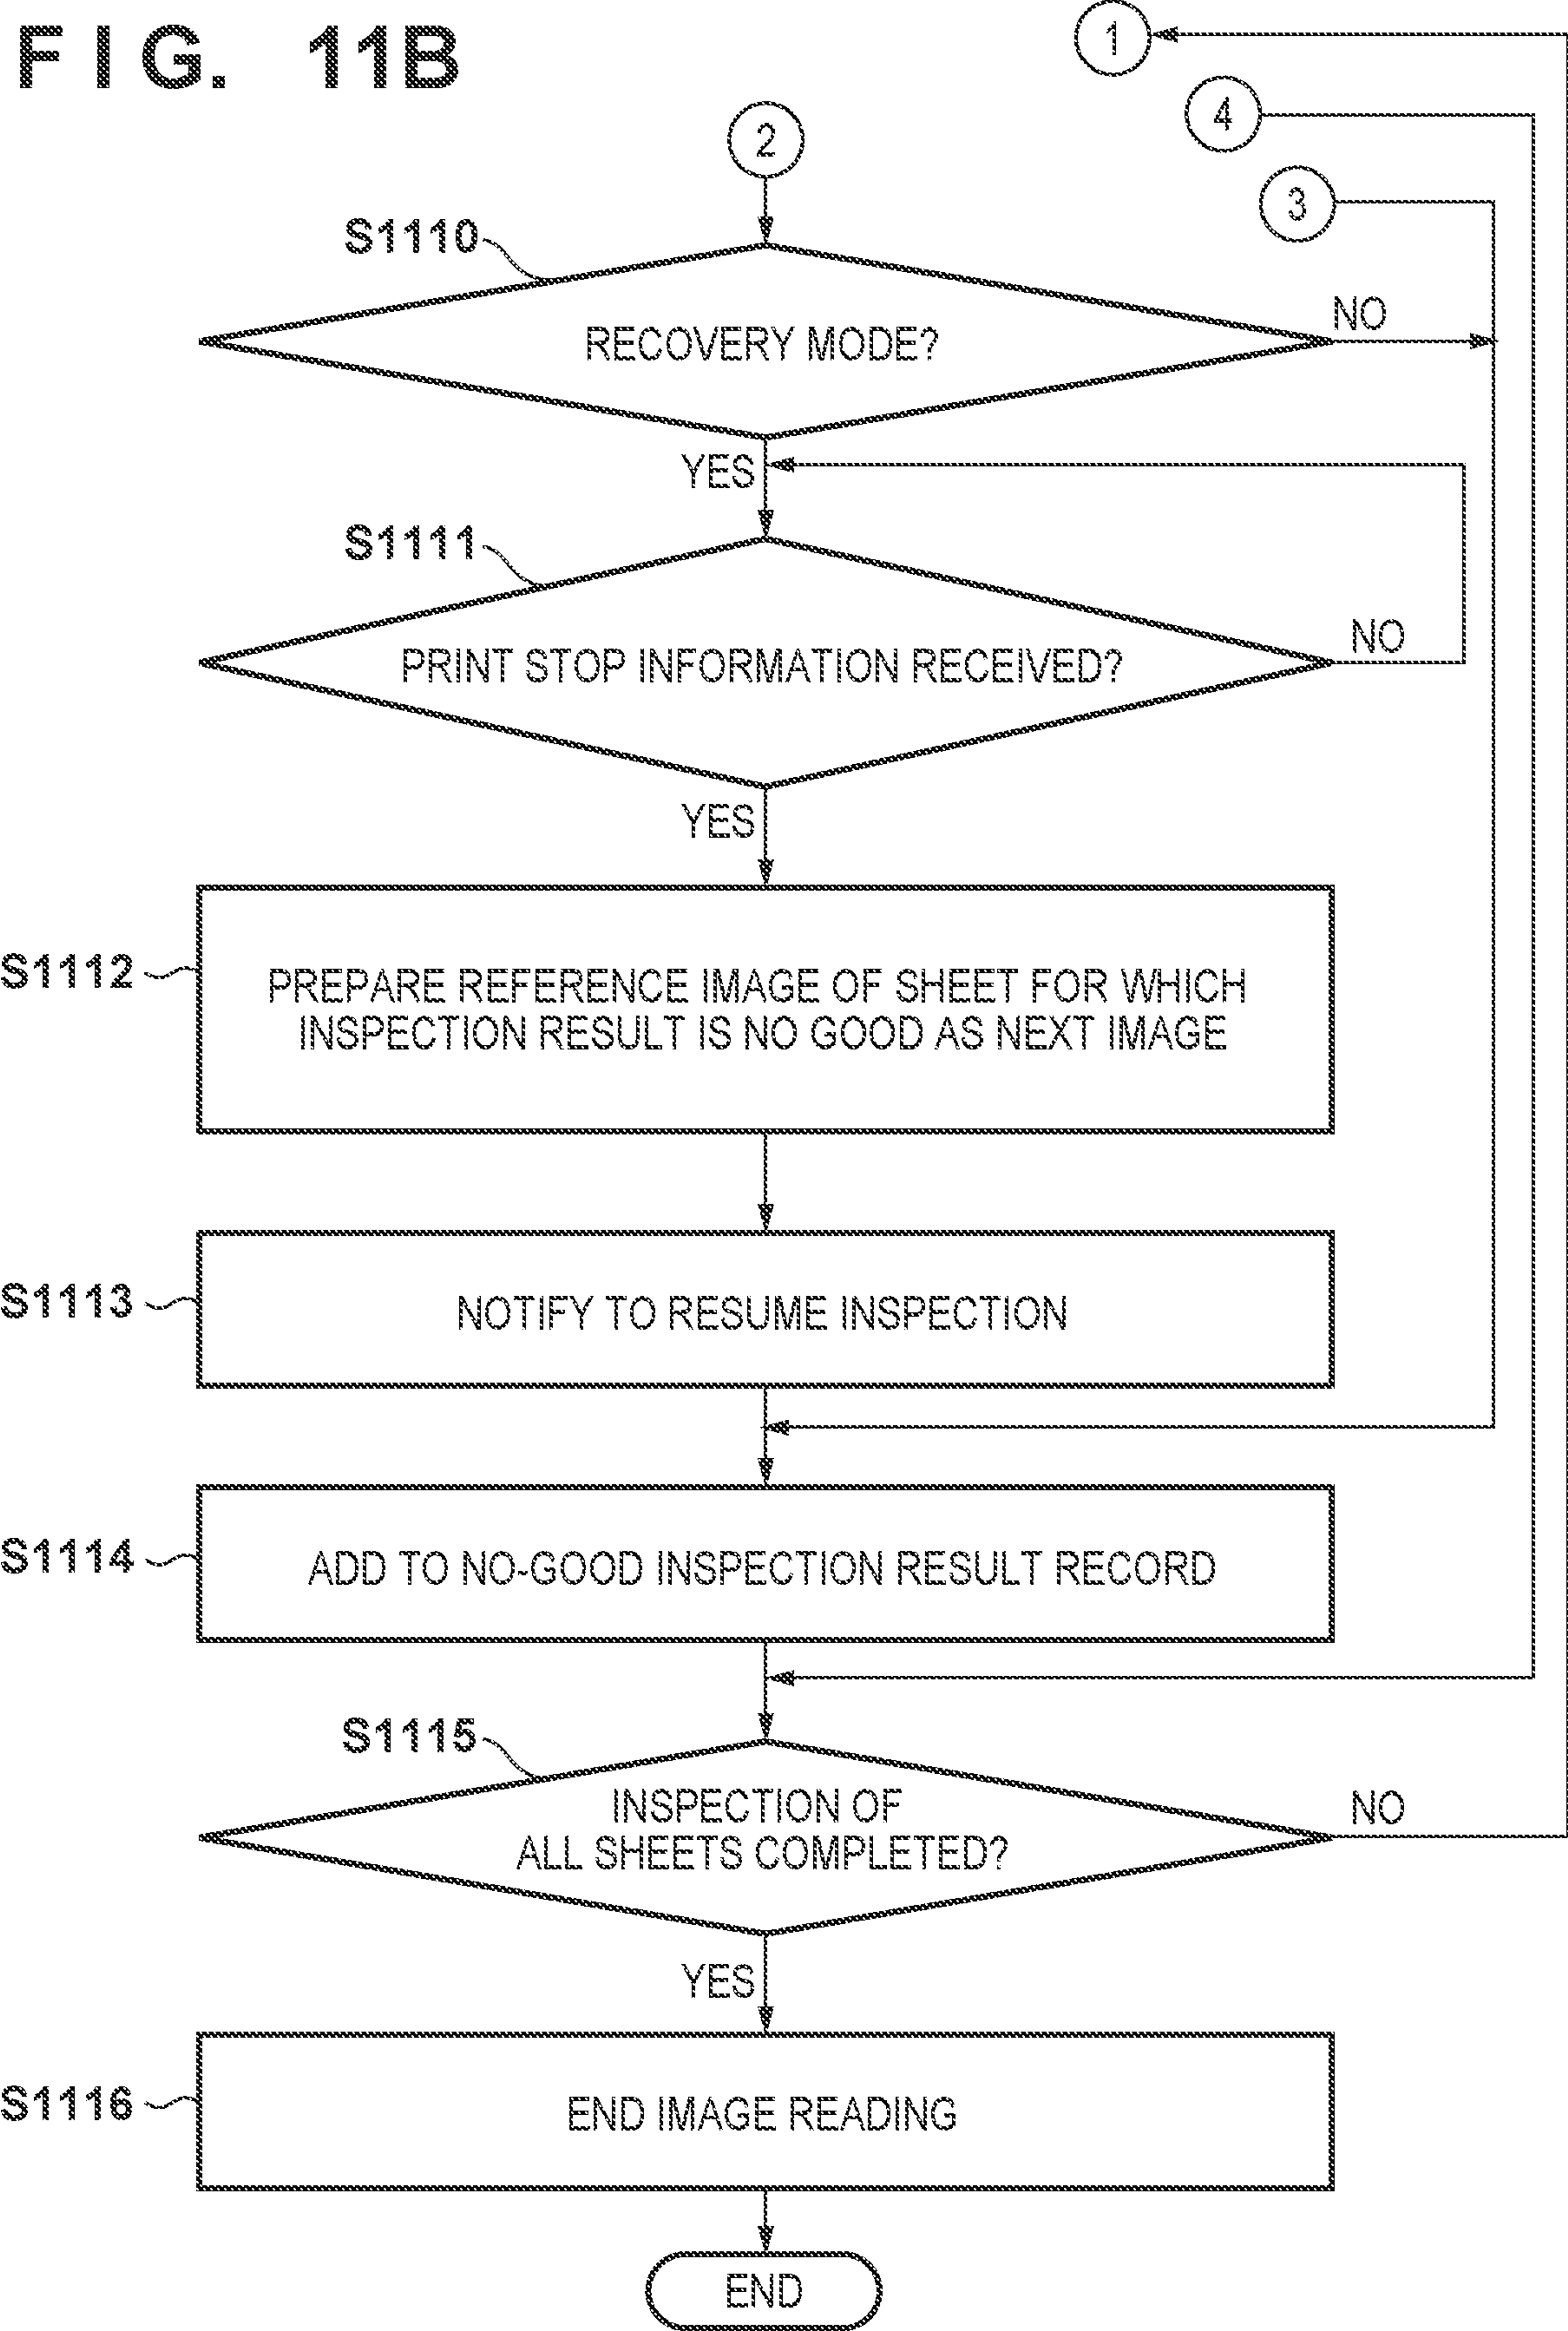 FIG. 11B
1
4
2
3
S1110
RECOVERY MODE?
NO
YES
S1111
PRINT STOP INFORMATION RECEIVED?
NO
YES
S1112
PREPARE REFERENCE IMAGE OF SHEET FOR WHICH
INSPECTION RESULT IS NO GOOD AS NEXT IMAGE
S1113
NOTIFY TO RESUME INSPECTION
S1114
ADD TO NO-GOOD INSPECTION RESULT RECORD
S1115
INSPECTION OF
ALL SHEETS COMPLETED?
NO
YES
S1116
END IMAGE READING
END